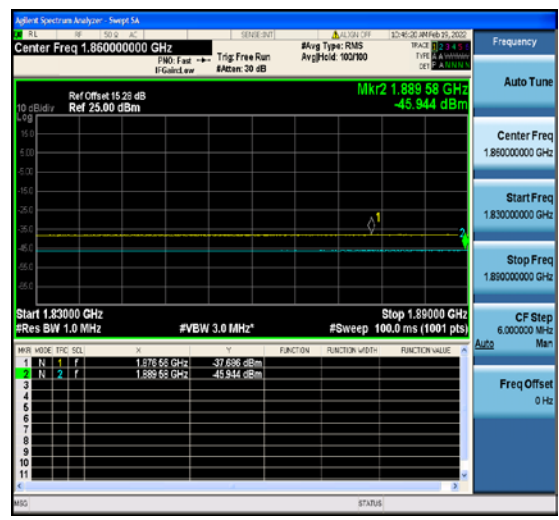 Agilent Spectrum Analyzer - Swept SA
RL RF 50 Ω AC SENSE:INT ALIGN OFF 10:46:20 AM Feb 19, 2022
Center Freq 1.860000000 GHz
PNO: Fast
IFGain:Low
Trig: Free Run
#Atten: 30 dB
#Avg Type: RMS
Avg|Hold: 100/100
TRACE 1 2 3 4 5 6
TYPE
DET P A N N N N
Frequency
Auto Tune
Center Freq
1.860000000 GHz
Start Freq
1.830000000 GHz
Stop Freq
1.890000000 GHz
CF Step
6.000000 MHz
Auto Man
Freq Offset
0 Hz
Mkr2 1.889 58 GHz
-45.944 dBm
Ref Offset 15.28 dB
10 dB/div Ref 25.00 dBm
Log
15.0
5.00
-5.00
-15.0
-25.0
-35.0
-45.0
-55.0
-65.0
1
2
Start 1.83000 GHz Stop 1.89000 GHz
#Res BW 1.0 MHz #VBW 3.0 MHz* #Sweep 100.0 ms (1001 pts)
MKR MODE TRC SCL X Y FUNCTION FUNCTION WIDTH FUNCTION VALUE
1 N 1 f 1.876 56 GHz -37.686 dBm
2 N 2 f 1.889 58 GHz -45.944 dBm
3
4
5
6
7
8
9
10
11
MSG STATUS